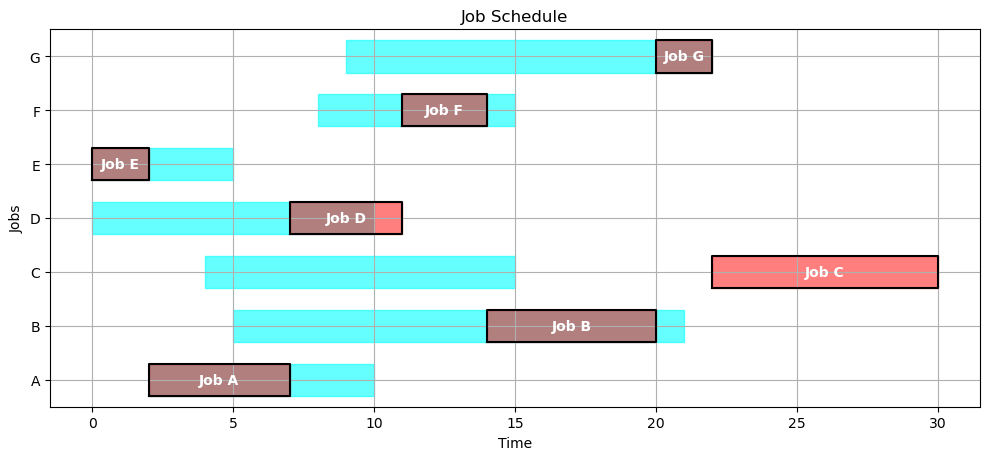 Job Schedule
G
Job G
F
Job F
E
Job E
D
Job D
C
Job C
B
Job B
A
Job A
Jobs
0 5 10 15 20 25 30
Time